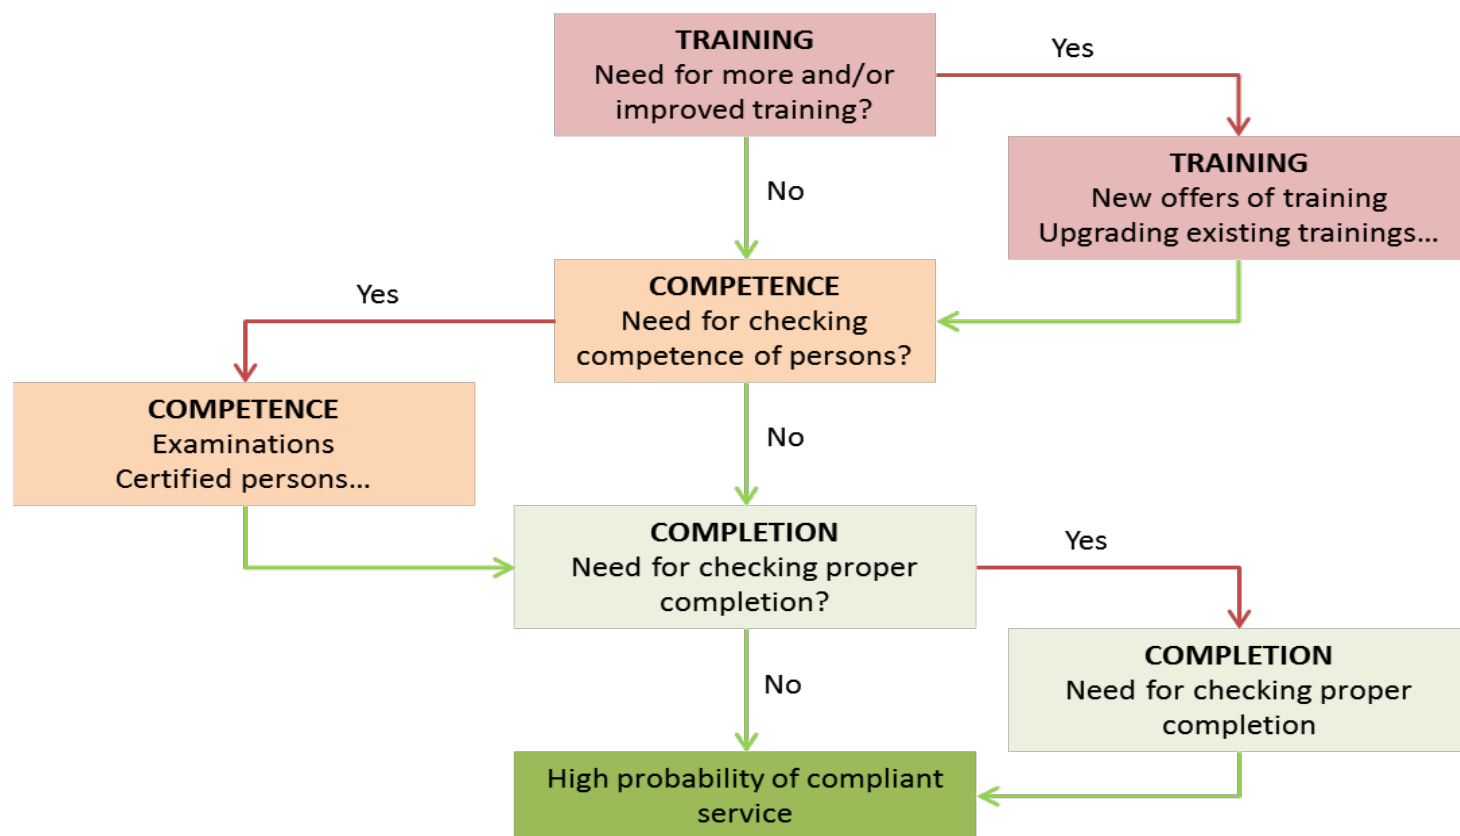 TRAINING
Need for more and/or
improved training?
Yes
TRAINING
New offers of training
Upgrading existing trainings…
No
COMPETENCE
Need for checking
competence of persons?
Yes
COMPETENCE
Examinations
Certified persons…
No
COMPLETION
Need for checking proper
completion?
Yes
COMPLETION
Need for checking proper
completion
No
High probability of compliant
service